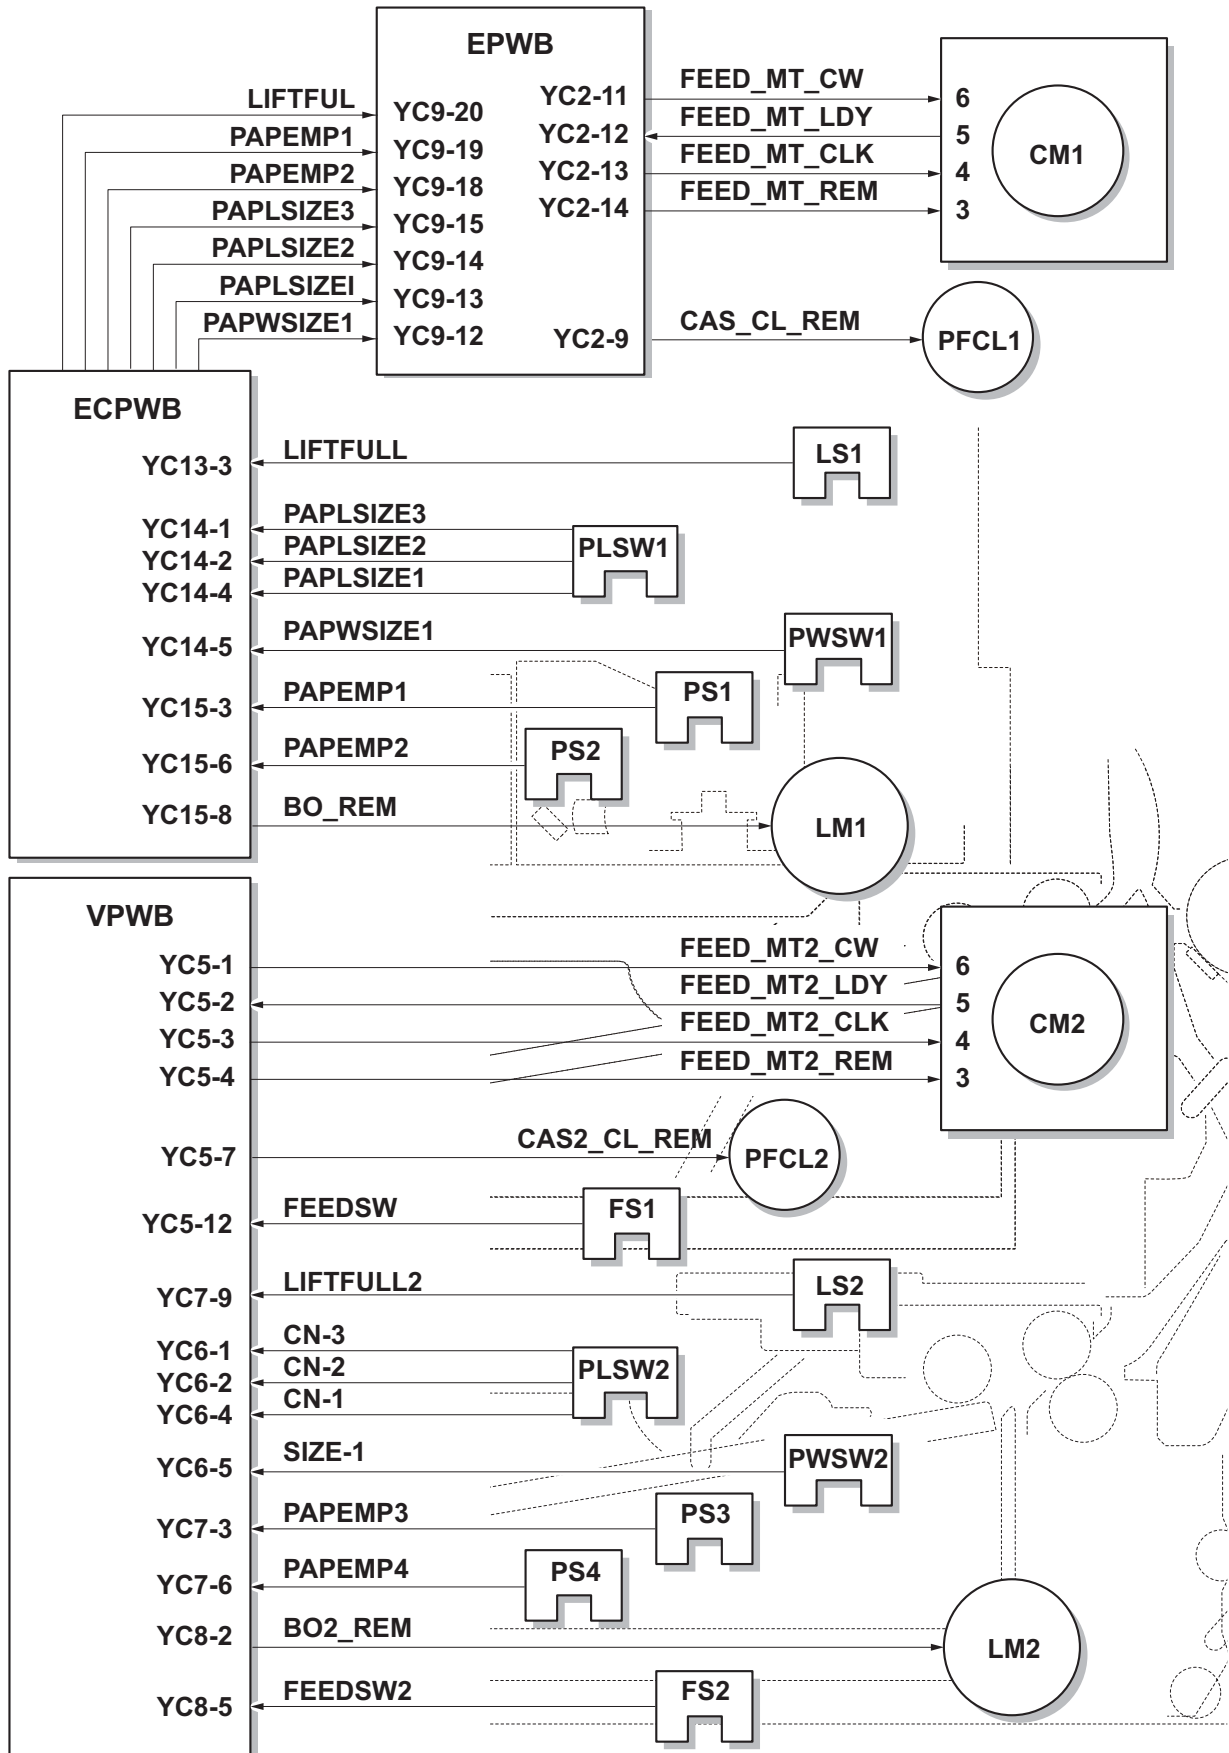 EPWB
LIFTFUL
YC9-20
PAPEMP1
YC9-19
PAPEMP2
YC9-18
PAPLSIZE3
YC9-15
PAPLSIZE2
YC9-14
PAPLSIZEI
YC9-13
PAPWSIZE1
YC9-12
YC2-11
FEED_MT_CW
6
YC2-12
FEED_MT_LDY
5
YC2-13
FEED_MT_CLK
4
YC2-14
FEED_MT_REM
3
CM1
YC2-9
CAS_CL_REM
PFCL1
ECPWB
YC13-3
LIFTFULL
LS1
YC14-1
PAPLSIZE3
YC14-2
PAPLSIZE2
YC14-4
PAPLSIZE1
PLSW1
YC14-5
PAPWSIZE1
PWSW1
YC15-3
PAPEMP1
PS1
YC15-6
PAPEMP2
PS2
YC15-8
BO_REM
LM1
VPWB
YC5-1
FEED_MT2_CW
6
YC5-2
FEED_MT2_LDY
5
YC5-3
FEED_MT2_CLK
4
YC5-4
FEED_MT2_REM
3
CM2
YC5-7
CAS2_CL_REM
PFCL2
YC5-12
FEEDSW
FS1
YC7-9
LIFTFULL2
LS2
YC6-1
CN-3
YC6-2
CN-2
YC6-4
CN-1
PLSW2
YC6-5
SIZE-1
PWSW2
YC7-3
PAPEMP3
PS3
YC7-6
PAPEMP4
PS4
YC8-2
BO2_REM
LM2
YC8-5
FEEDSW2
FS2